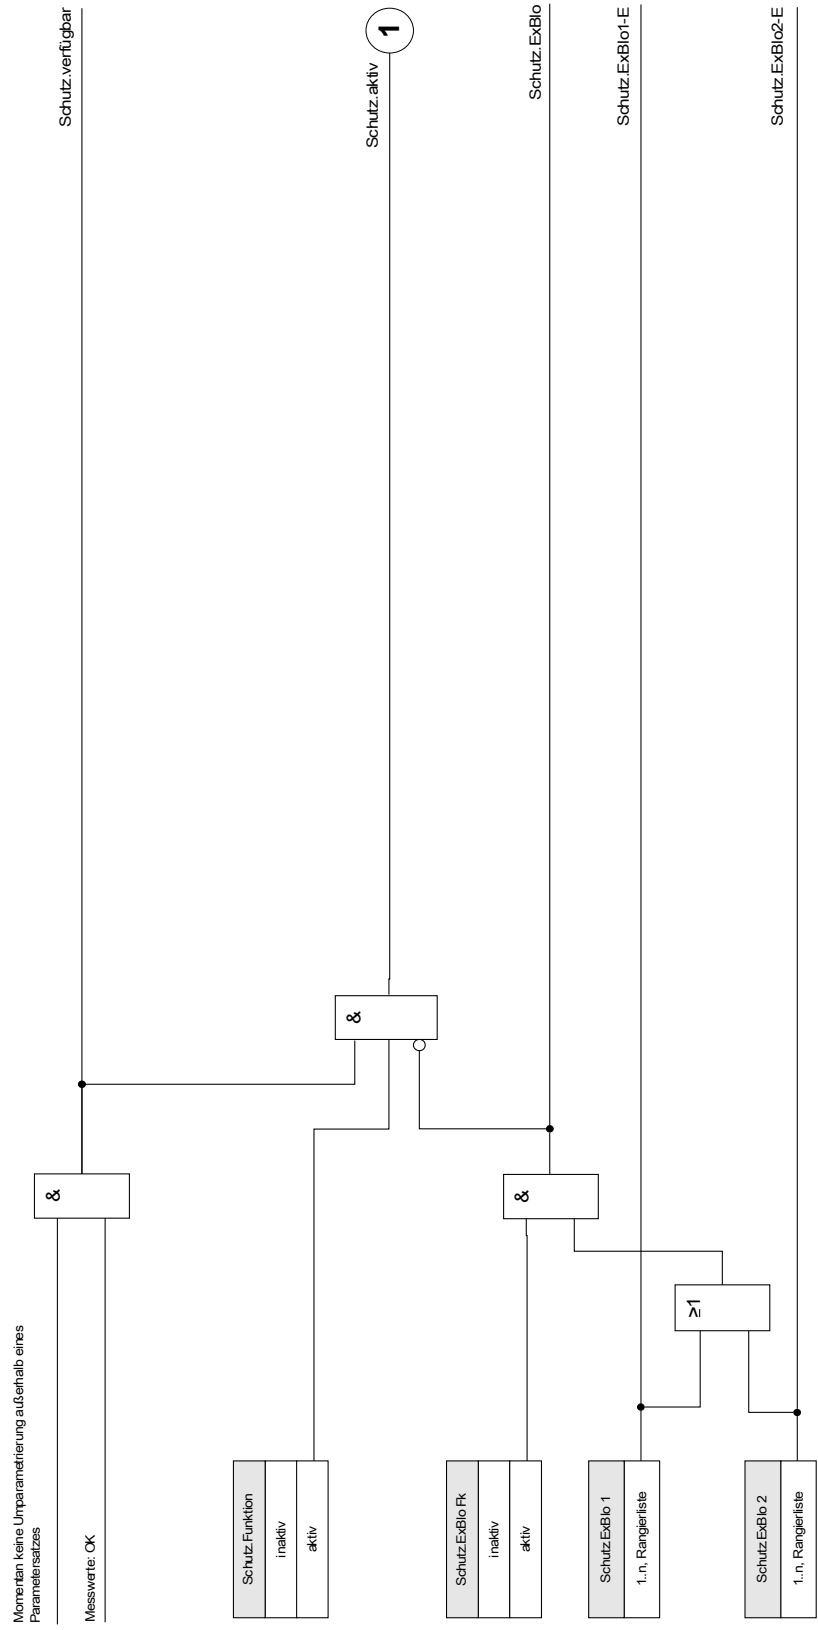 Momentan keine Umparametrierung außerhalb eines
Parametersatzes
Messwerte: OK
&
Schutz.verfügbar
Schutz.Funktion
inaktiv
aktiv
&
Schutz.aktiv
1
Schutz.ExBlo Fk
inaktiv
aktiv
&
Schutz.ExBlo
Schutz.ExBlo 1
1..n, Rangierliste
≥1
Schutz.ExBlo1-E
Schutz.ExBlo 2
1..n, Rangierliste
Schutz.ExBlo2-E